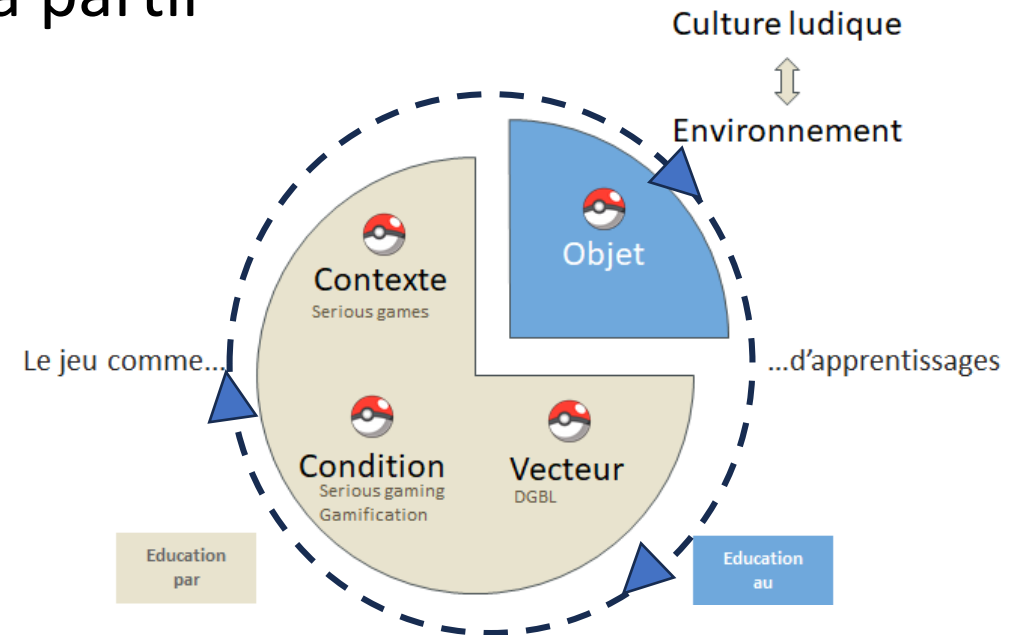 à partir
Culture ludique
Environnement
Objet
Contexte
Serious games
Le jeu comme...
...d’apprentissages
Condition
Serious gaming
Gamification
Vecteur
DGBL
Education
par
Education
au